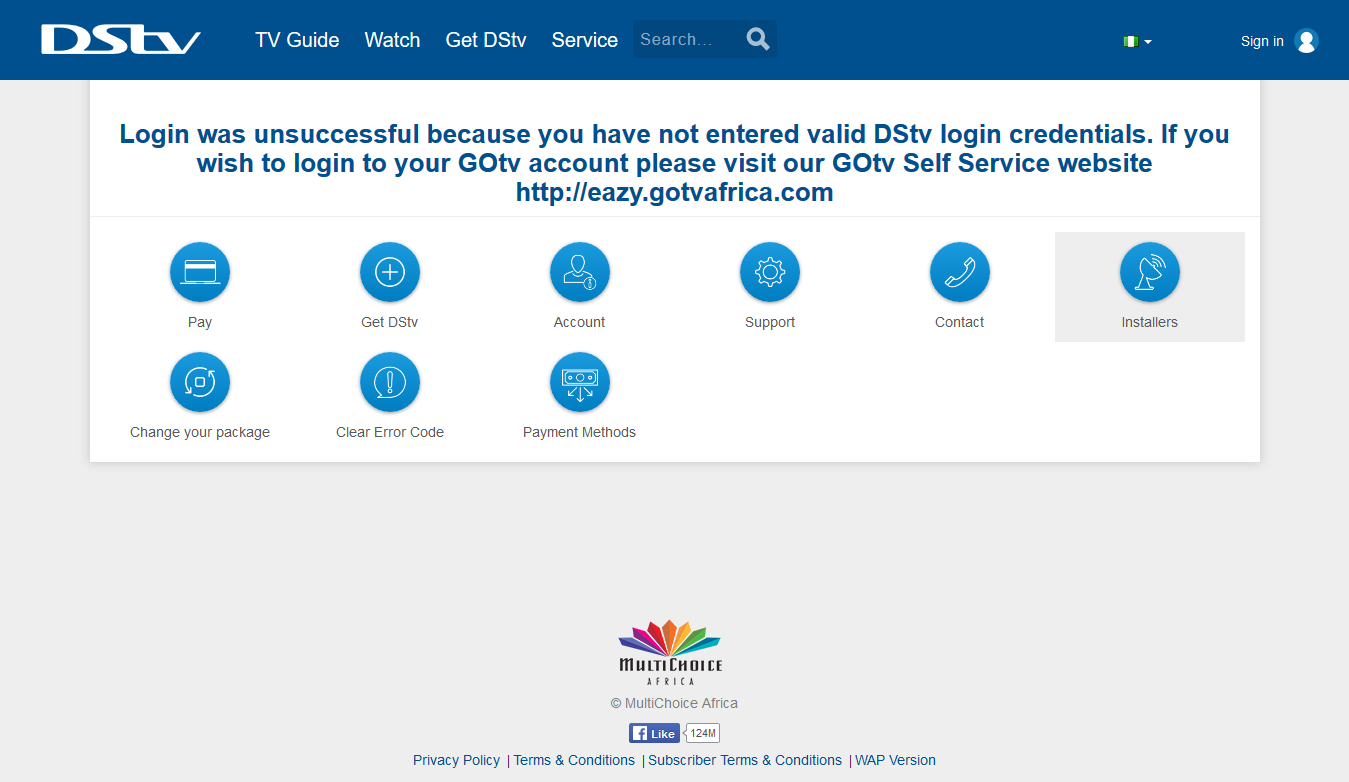 DStv TV Guide Watch Get DStv Service Search... Sign in
Login was unsuccessful because you have not entered valid DStv login credentials. If you
wish to login to your GOtv account please visit our GOtv Self Service website
http://eazy.gotvafrica.com
Pay Get DStv Account Support Contact Installers
Change your package Clear Error Code Payment Methods
MULTICHOICE
AFRICA
© MultiChoice Africa
Like 124M
Privacy Policy | Terms & Conditions | Subscriber Terms & Conditions | WAP Version